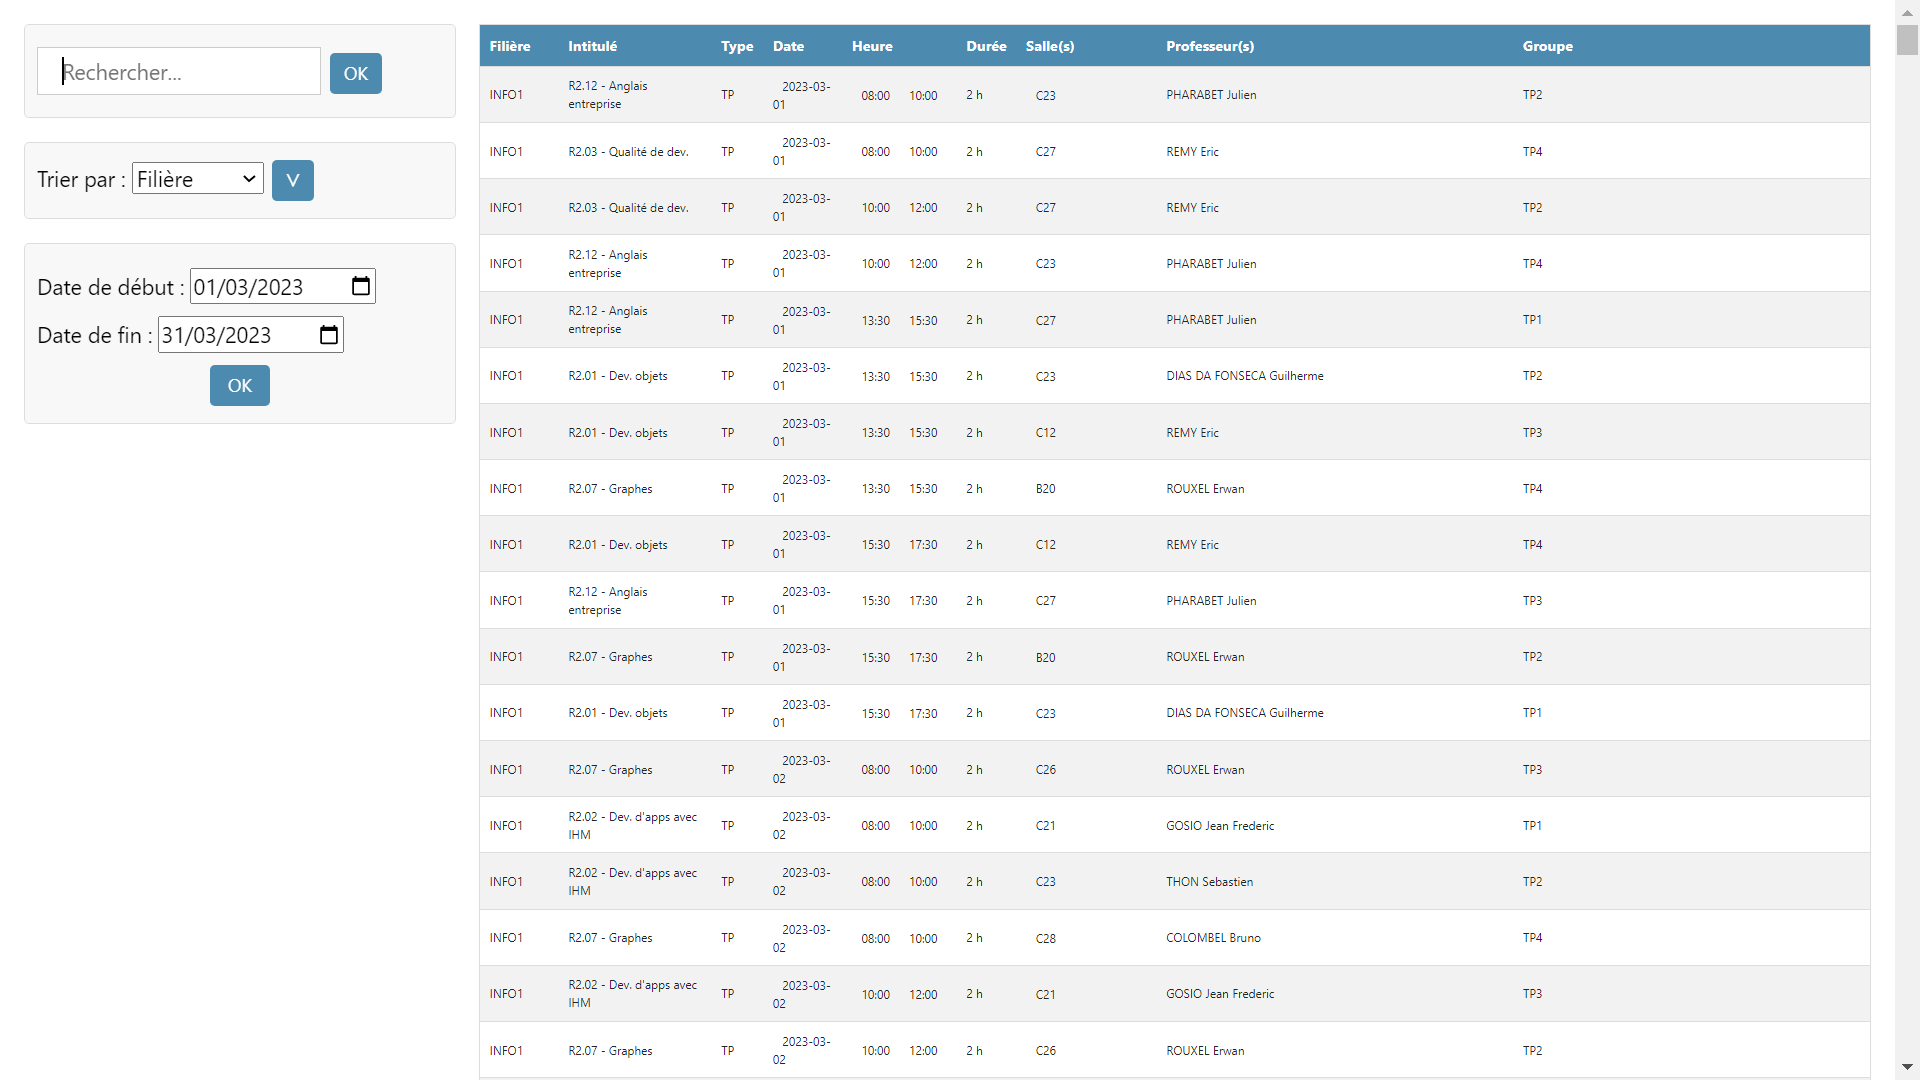 Rechercher...
OK
Trier par : Filière V
Date de début : 01/03/2023
Date de fin : 31/03/2023
OK
Filière Intitulé Type Date Heure Durée Salle(s) Professeur(s) Groupe
INFO1 R2.12 - Anglais entreprise TP 2023-03-01 08:00 10:00 2 h C23 PHARABET Julien TP2
INFO1 R2.03 - Qualité de dev. TP 2023-03-01 08:00 10:00 2 h C27 REMY Eric TP4
INFO1 R2.03 - Qualité de dev. TP 2023-03-01 10:00 12:00 2 h C27 REMY Eric TP2
INFO1 R2.12 - Anglais entreprise TP 2023-03-01 10:00 12:00 2 h C23 PHARABET Julien TP4
INFO1 R2.12 - Anglais entreprise TP 2023-03-01 13:30 15:30 2 h C27 PHARABET Julien TP1
INFO1 R2.01 - Dev. objets TP 2023-03-01 13:30 15:30 2 h C23 DIAS DA FONSECA Guilherme TP2
INFO1 R2.01 - Dev. objets TP 2023-03-01 13:30 15:30 2 h C12 REMY Eric TP3
INFO1 R2.07 - Graphes TP 2023-03-01 13:30 15:30 2 h B20 ROUXEL Erwan TP4
INFO1 R2.01 - Dev. objets TP 2023-03-01 15:30 17:30 2 h C12 REMY Eric TP4
INFO1 R2.12 - Anglais entreprise TP 2023-03-01 15:30 17:30 2 h C27 PHARABET Julien TP3
INFO1 R2.07 - Graphes TP 2023-03-01 15:30 17:30 2 h B20 ROUXEL Erwan TP2
INFO1 R2.01 - Dev. objets TP 2023-03-01 15:30 17:30 2 h C23 DIAS DA FONSECA Guilherme TP1
INFO1 R2.07 - Graphes TP 2023-03-02 08:00 10:00 2 h C26 ROUXEL Erwan TP3
INFO1 R2.02 - Dev. d'apps avec IHM TP 2023-03-02 08:00 10:00 2 h C21 GOSIO Jean Frederic TP1
INFO1 R2.02 - Dev. d'apps avec IHM TP 2023-03-02 08:00 10:00 2 h C23 THON Sebastien TP2
INFO1 R2.07 - Graphes TP 2023-03-02 08:00 10:00 2 h C28 COLOMBEL Bruno TP4
INFO1 R2.02 - Dev. d'apps avec IHM TP 2023-03-02 10:00 12:00 2 h C21 GOSIO Jean Frederic TP3
INFO1 R2.07 - Graphes TP 2023-03-02 10:00 12:00 2 h C26 ROUXEL Erwan TP2